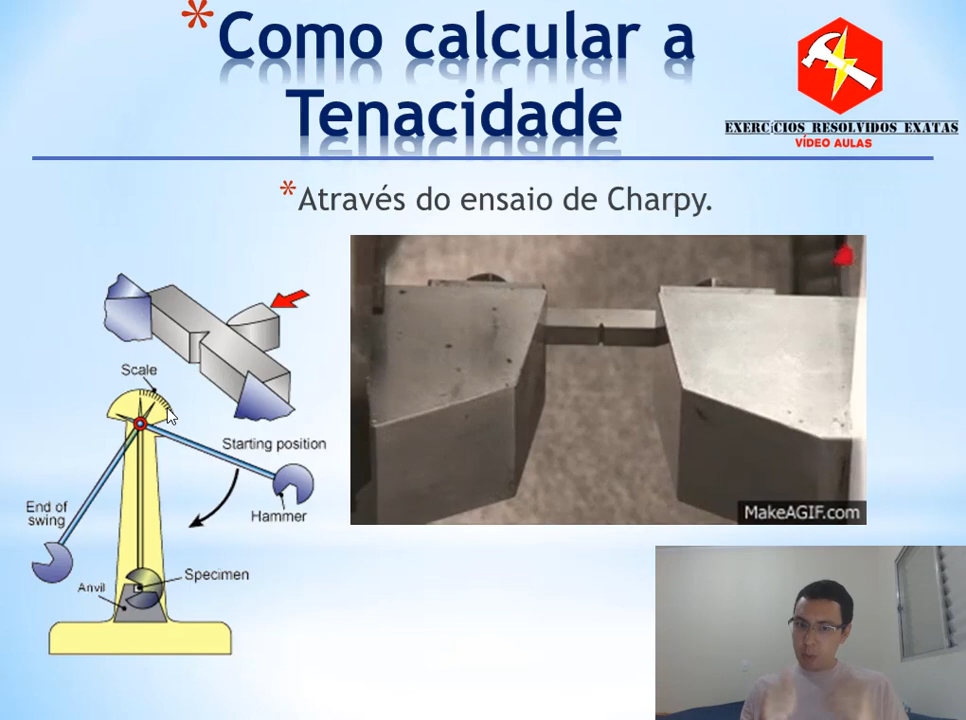 *Como calcular a
Tenacidade
EXERCÍCIOS RESOLVIDOS EXATAS
VÍDEO AULAS
*Através do ensaio de Charpy.
Scale
Starting position
Hammer
End of
swing
Specimen
Anvil
MakeAGIF.com